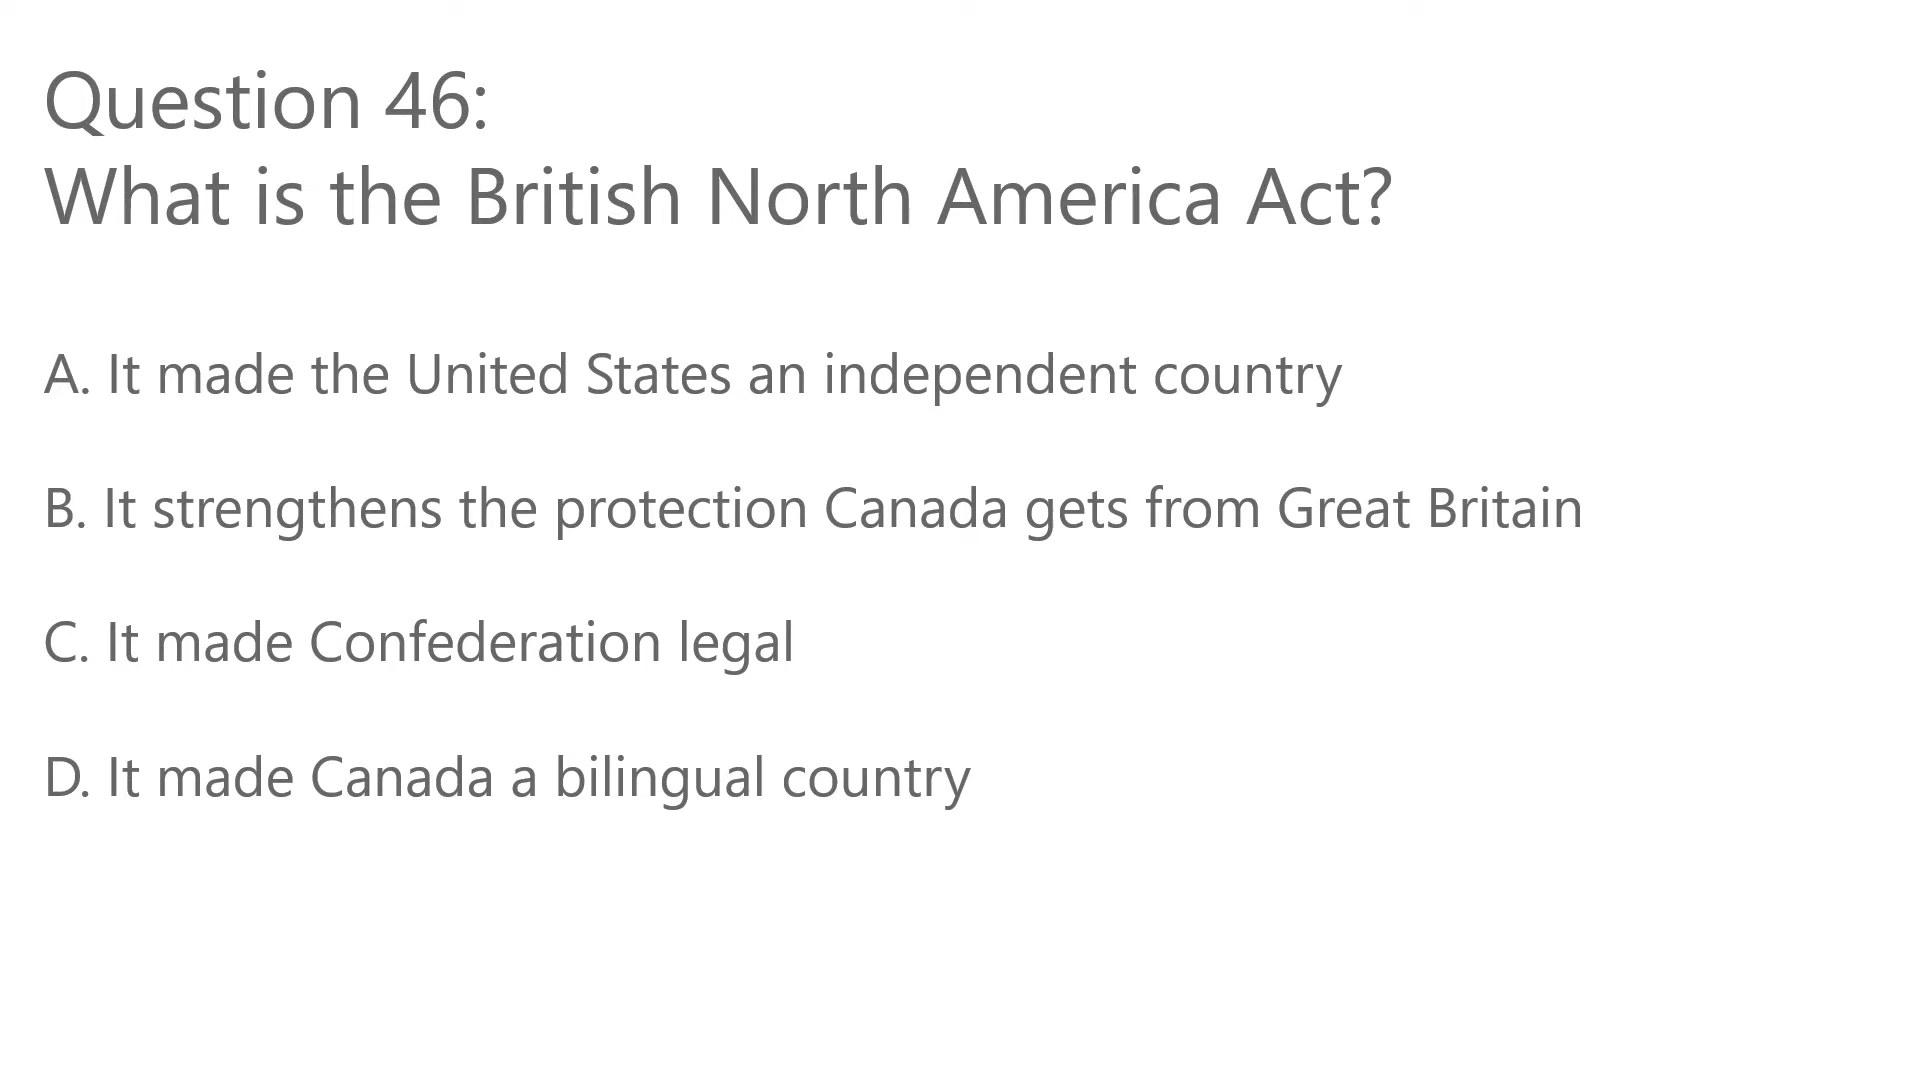 Question 46:
What is the British North America Act?
A. It made the United States an independent country
B. It strengthens the protection Canada gets from Great Britain
C. It made Confederation legal
D. It made Canada a bilingual country